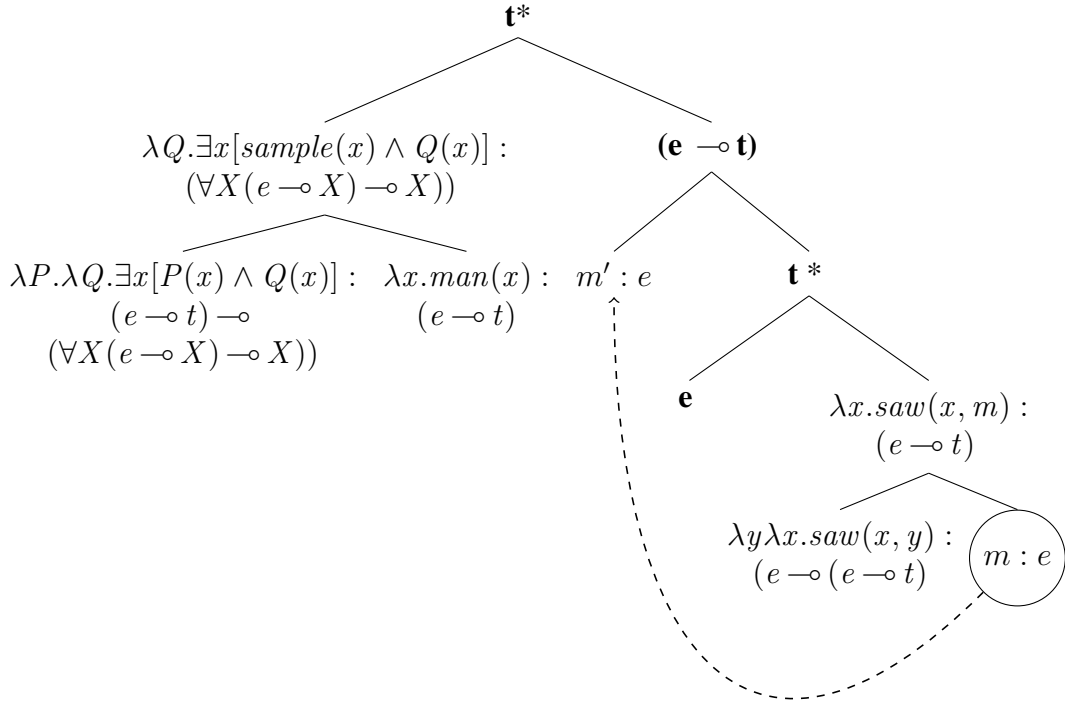 t*
λQ.∃x[sample(x) ∧ Q(x)] :
(∀X(e ⊸ X) ⊸ X))
(e ⊸ t)
λP.λQ.∃x[P(x) ∧ Q(x)] :
(e ⊸ t) ⊸
(∀X(e ⊸ X) ⊸ X))
λx.man(x) :
(e ⊸ t)
m′ : e
t *
e
λx.saw(x, m) :
(e ⊸ t)
λyλx.saw(x, y) :
(e ⊸ (e ⊸ t)
m : e